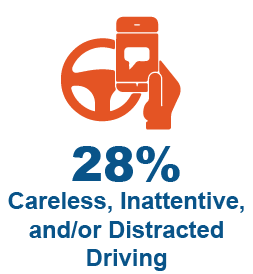 28%
Careless, Inattentive,
and/or Distracted
Driving